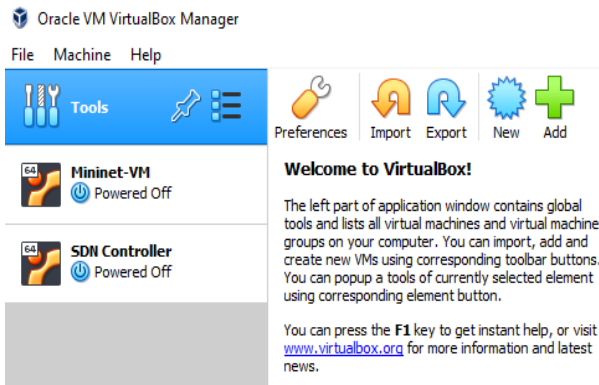 Oracle VM VirtualBox Manager
File Machine Help
Tools
Preferences Import Export New Add
64 Mininet-VM
Powered Off
64 SDN Controller
Powered Off
Welcome to VirtualBox!
The left part of application window contains global
tools and lists all virtual machines and virtual machine
groups on your computer. You can import, add and
create new VMs using corresponding toolbar buttons.
You can popup a tools of currently selected element
using corresponding element button.
You can press the F1 key to get instant help, or visit
www.virtualbox.org for more information and latest
news.